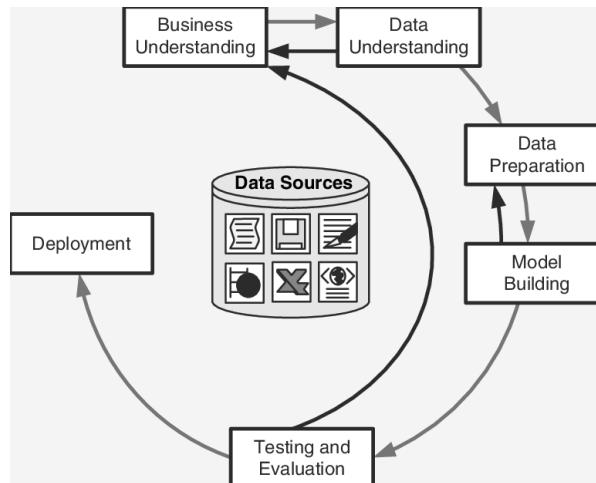 Business
Understanding
Data
Understanding
Data
Preparation
Data Sources
Deployment
Model
Building
Testing and
Evaluation